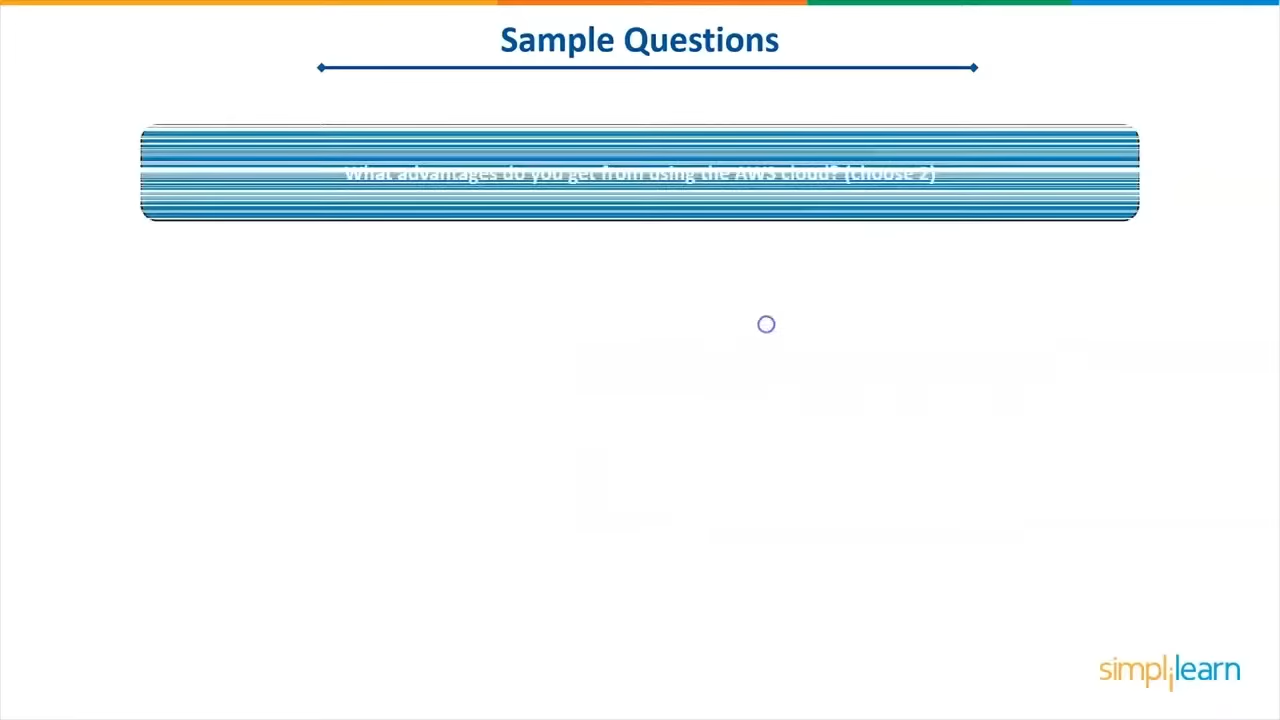 Sample Questions
What advantages do you get from using the AWS cloud? (choose 2)
simplilearn